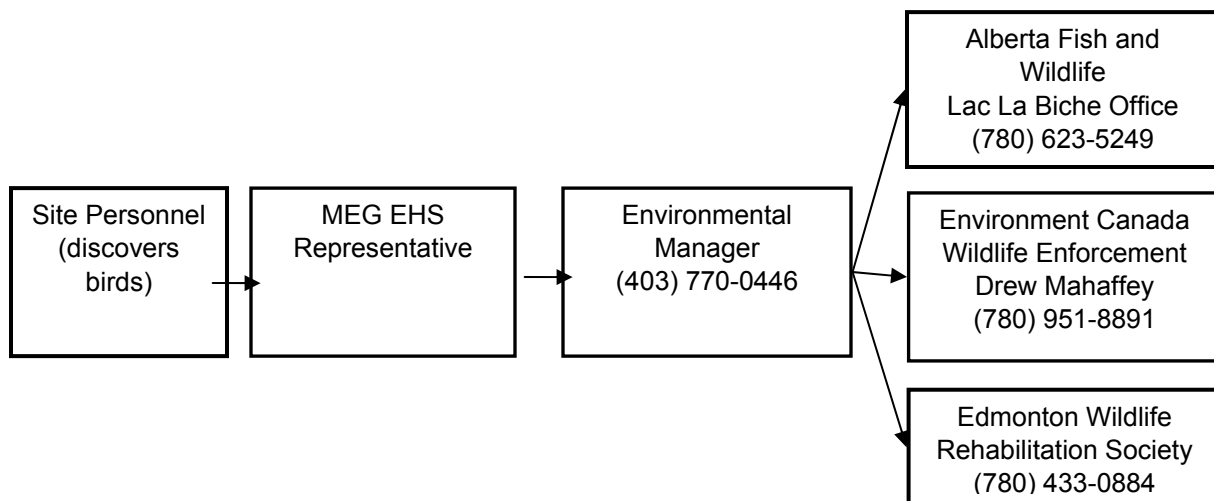 Site Personnel
(discovers
birds)
MEG EHS
Representative
Environmental
Manager
(403) 770-0446
Alberta Fish and
Wildlife
Lac La Biche Office
(780) 623-5249
Environment Canada
Wildlife Enforcement
Drew Mahaffey
(780) 951-8891
Edmonton Wildlife
Rehabilitation Society
(780) 433-0884